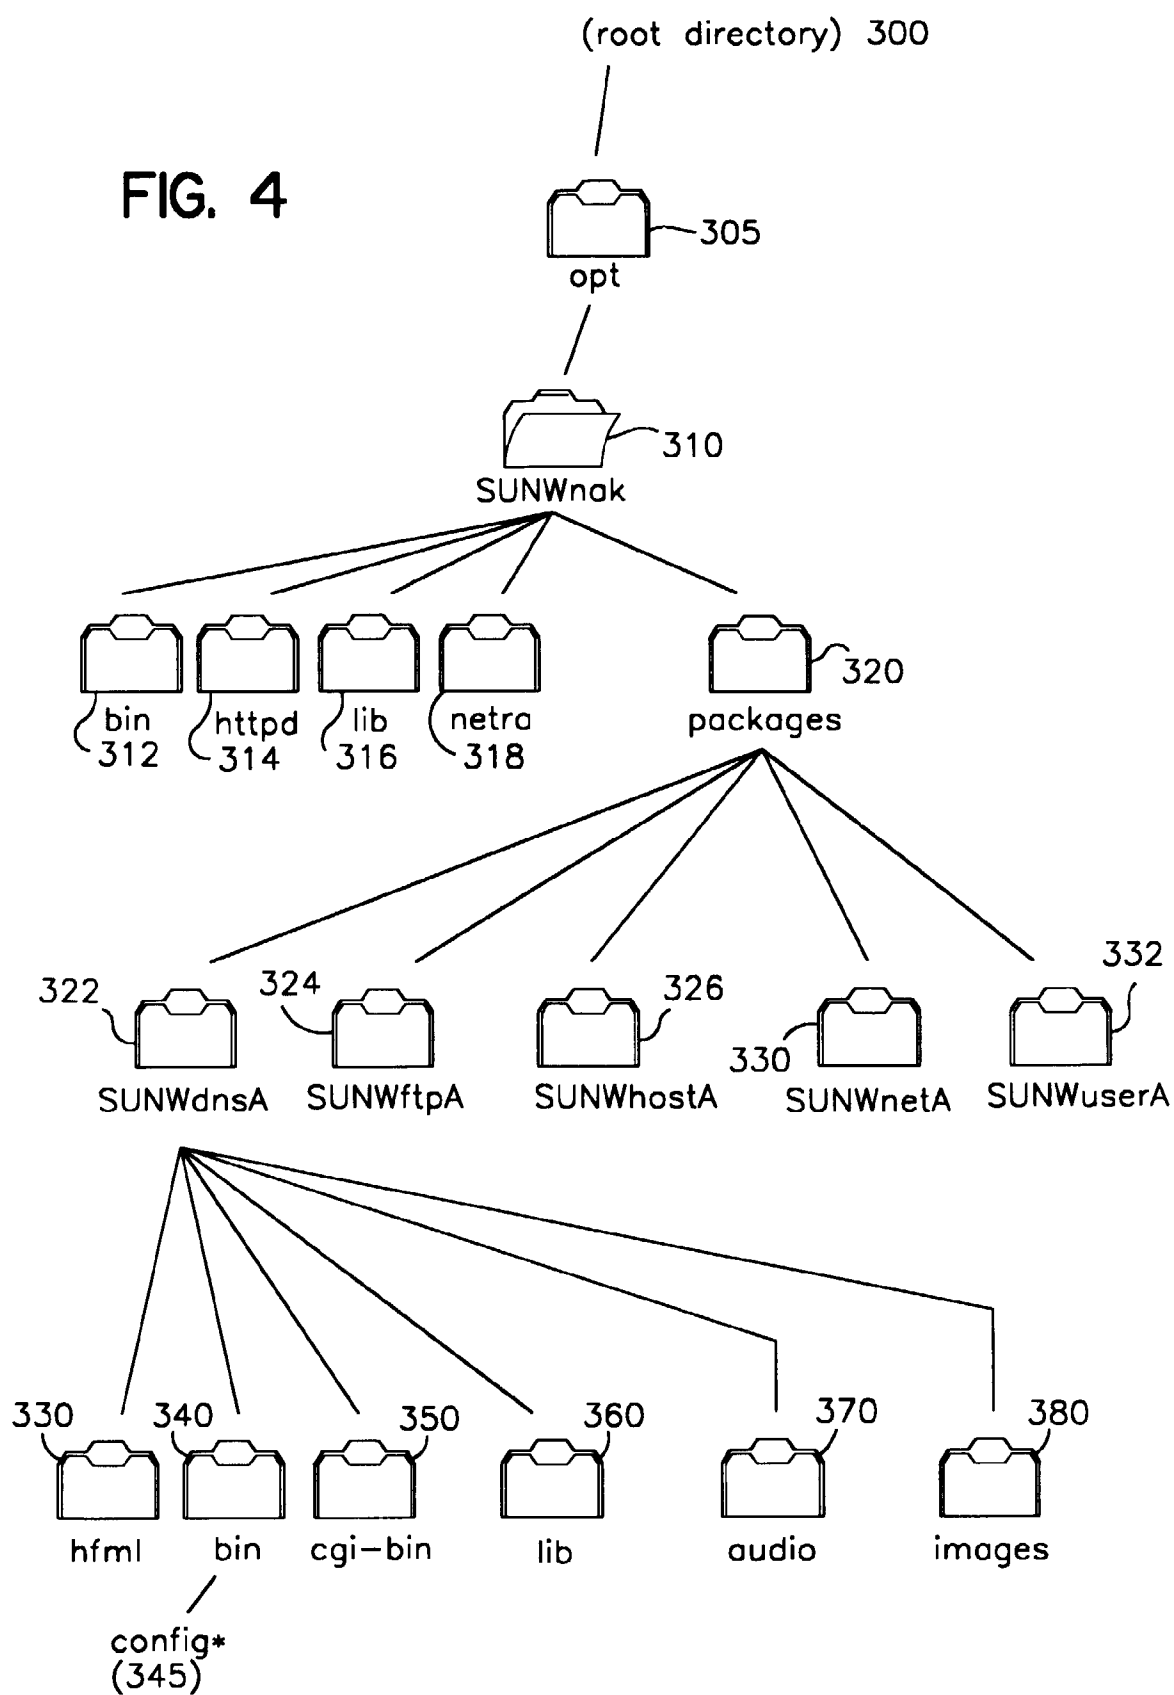 (root directory) 300
FIG. 4
305
opt
310
SUNWnak
320
bin httpd lib netra packages
312 314 316 318
332
322 324 326
330
SUNWdnsA SUNWftpA SUNWhostA SUNWnetA SUNWuserA
330 340 350 360 370 380
hfml bin cgi-bin lib audio images
config*
(345)